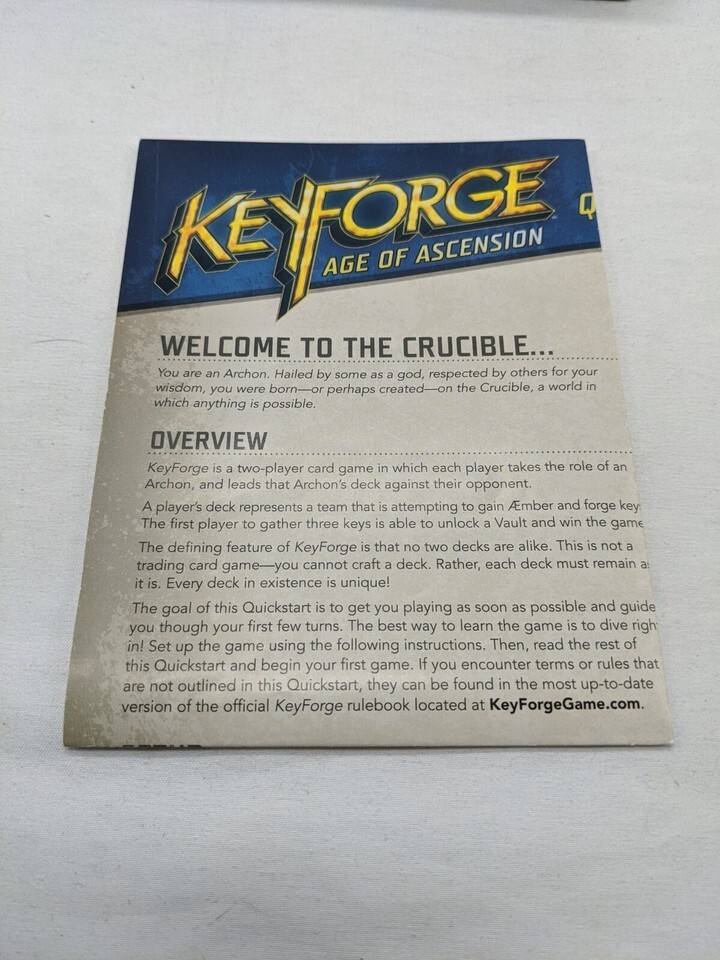 KEYFORGE
AGE OF ASCENSION
Q
WELCOME TO THE CRUCIBLE...
You are an Archon. Hailed by some as a god, respected by others for your
wisdom, you were born—or perhaps created—on the Crucible, a world in
which anything is possible.
OVERVIEW
KeyForge is a two-player card game in which each player takes the role of an
Archon, and leads that Archon's deck against their opponent.
A player's deck represents a team that is attempting to gain Æmber and forge key
The first player to gather three keys is able to unlock a Vault and win the game
The defining feature of KeyForge is that no two decks are alike. This is not a
trading card game—you cannot craft a deck. Rather, each deck must remain a
it is. Every deck in existence is unique!
The goal of this Quickstart is to get you playing as soon as possible and guide
you though your first few turns. The best way to learn the game is to dive righ
in! Set up the game using the following instructions. Then, read the rest of
this Quickstart and begin your first game. If you encounter terms or rules that
are not outlined in this Quickstart, they can be found in the most up-to-date
version of the official KeyForge rulebook located at KeyForgeGame.com.